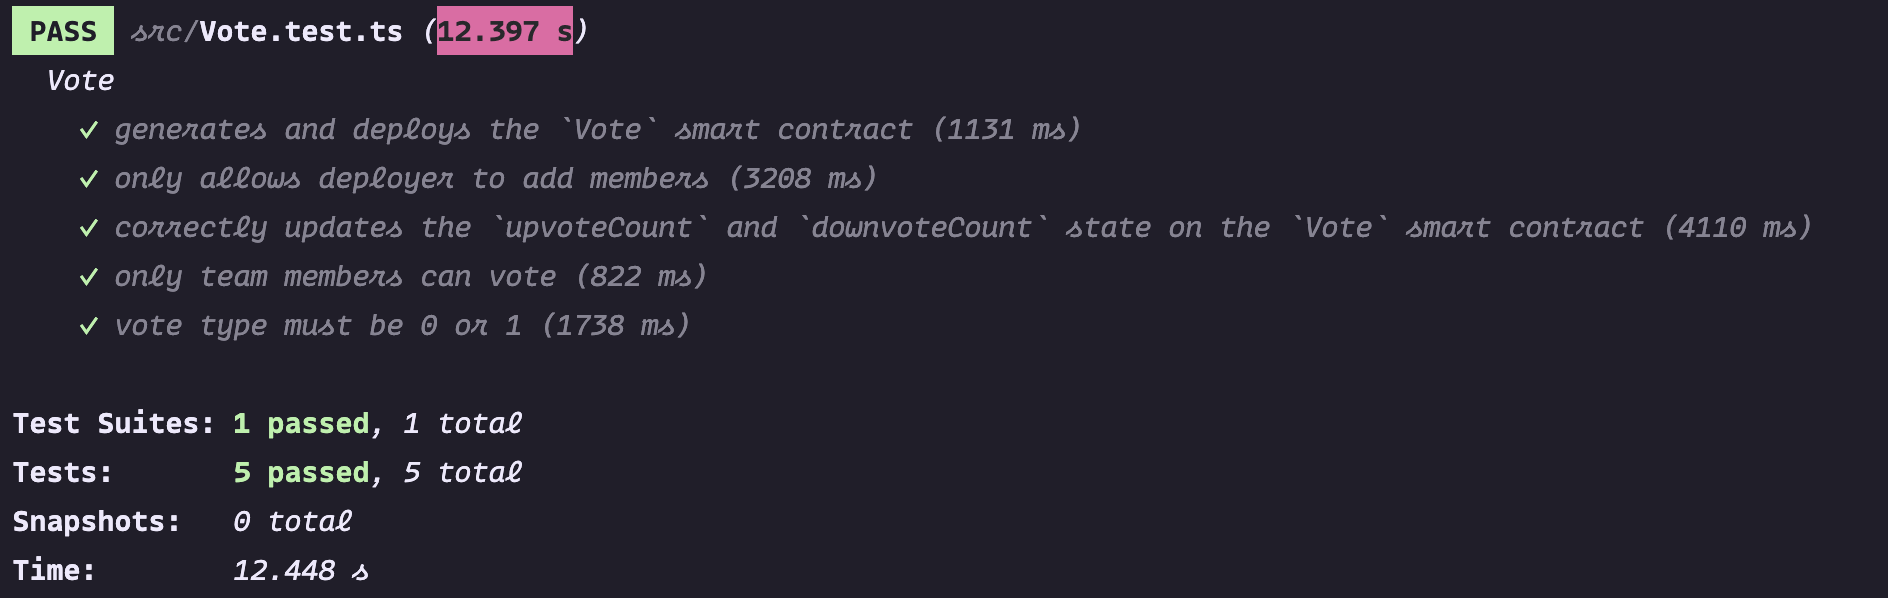 PASS src/Vote.test.ts (12.397 s)
Vote
✓ generates and deploys the `Vote` smart contract (1131 ms)
✓ only allows deployer to add members (3208 ms)
✓ correctly updates the `upvoteCount` and `downvoteCount` state on the `Vote` smart contract (4110 ms)
✓ only team members can vote (822 ms)
✓ vote type must be 0 or 1 (1738 ms)
Test Suites: 1 passed, 1 total
Tests: 5 passed, 5 total
Snapshots: 0 total
Time: 12.448 s